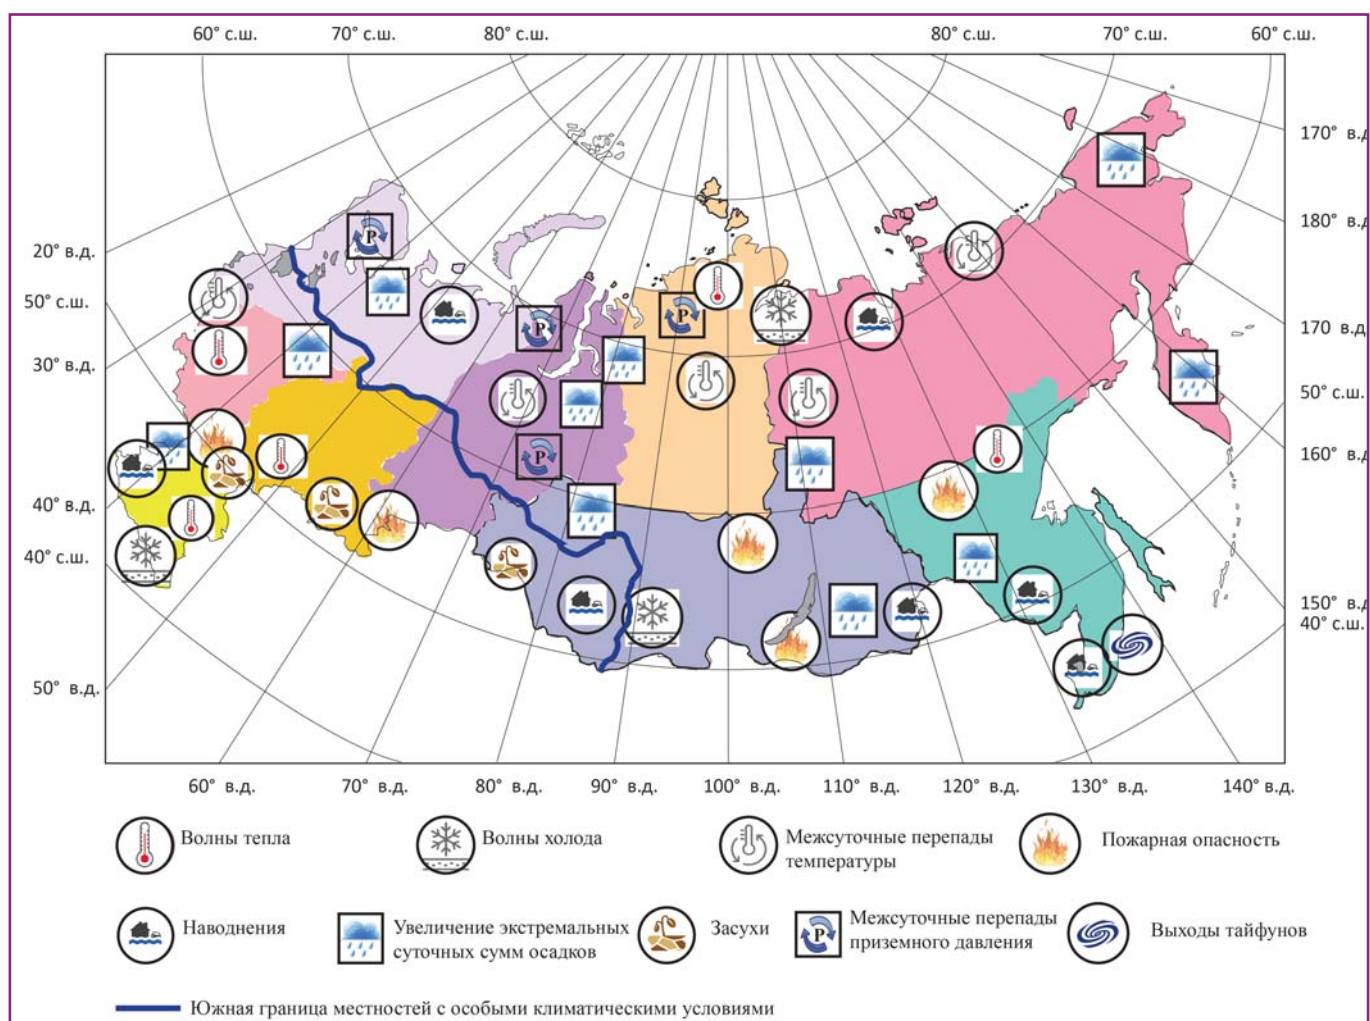 60° с.ш. 70° с.ш. 80° с.ш. 80° с.ш. 70° с.ш. 60° с.ш.
170° в.д
180° в.д.
20° в.д.
50° с.ш.
170 в.д
30° в.д.
50° с.ш.
160° в.д
40° в.д.
40° с.ш.
150° в.д
40° с.ш.
50° в.д.
60° в.д. 70° в.д. 80° в.д. 90° в.д. 100° в.д. 110° в.д. 120° в.д. 130° в.д. 140° в.д.
P
P
P
P
Волны тепла
Волны холода
Межсуточные перепады
температуры
Пожарная опасность
Наводнения
Увеличение экстремальных
суточных сумм осадков
Засухи
P
Межсуточные перепады
приземного давления
Выходы тайфунов
Южная граница местностей с особыми климатическими условиями